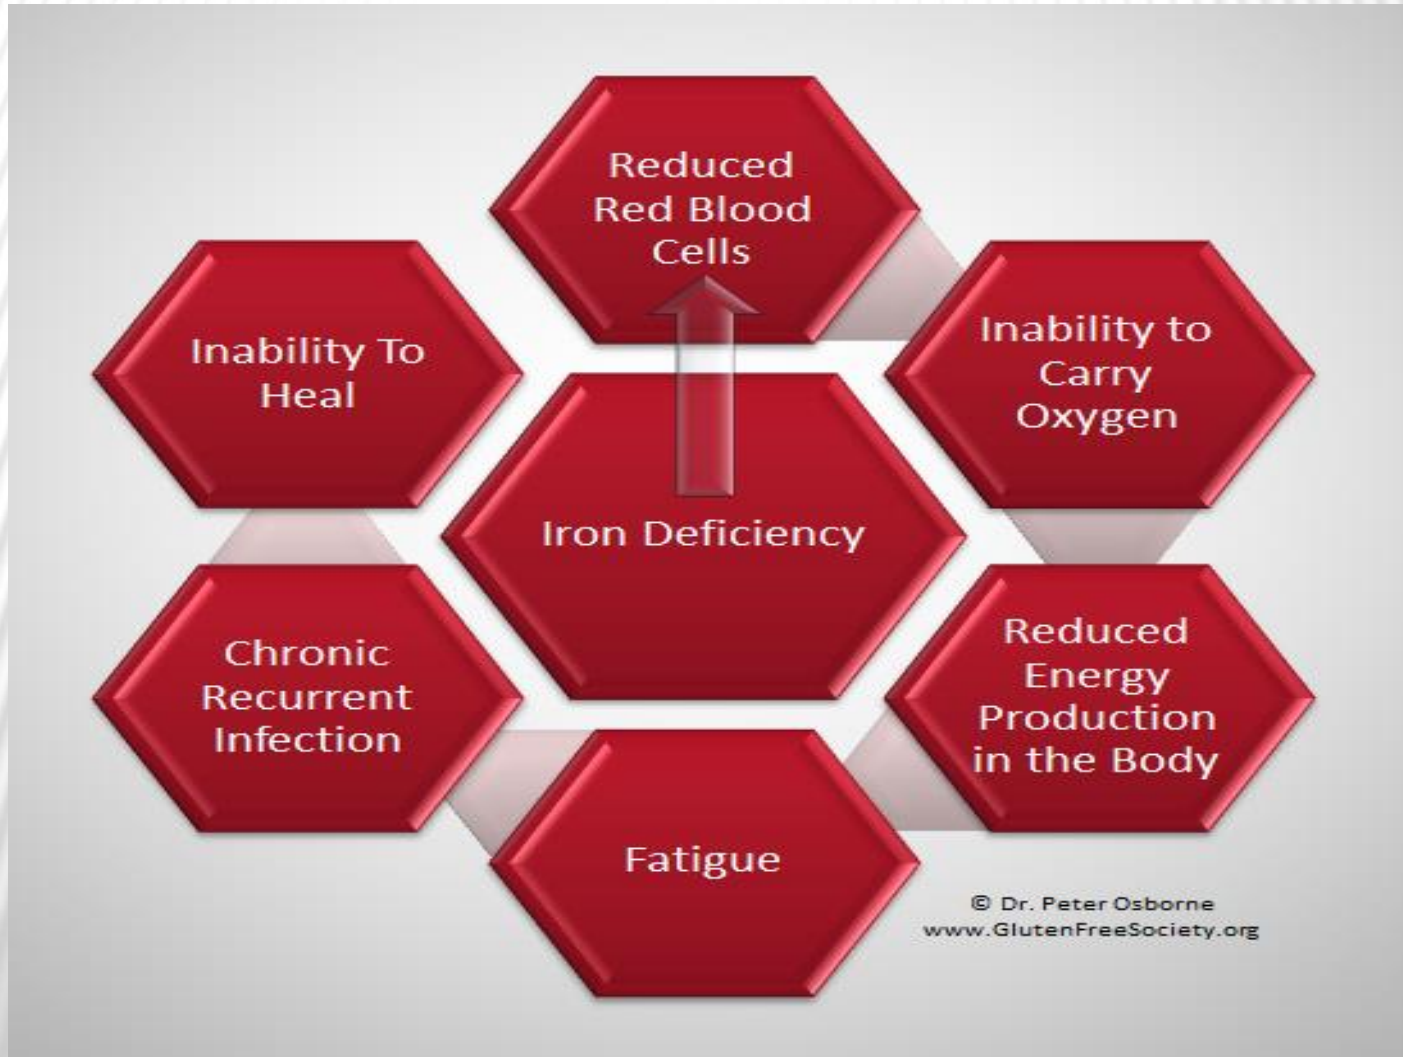 Reduced
Red Blood
Cells
Inability to
Carry
Oxygen
Reduced
Energy
Production
in the Body
Fatigue
Chronic
Recurrent
Infection
Inability To
Heal
Iron Deficiency
© Dr. Peter Osborne
www.GlutenFreeSociety.org